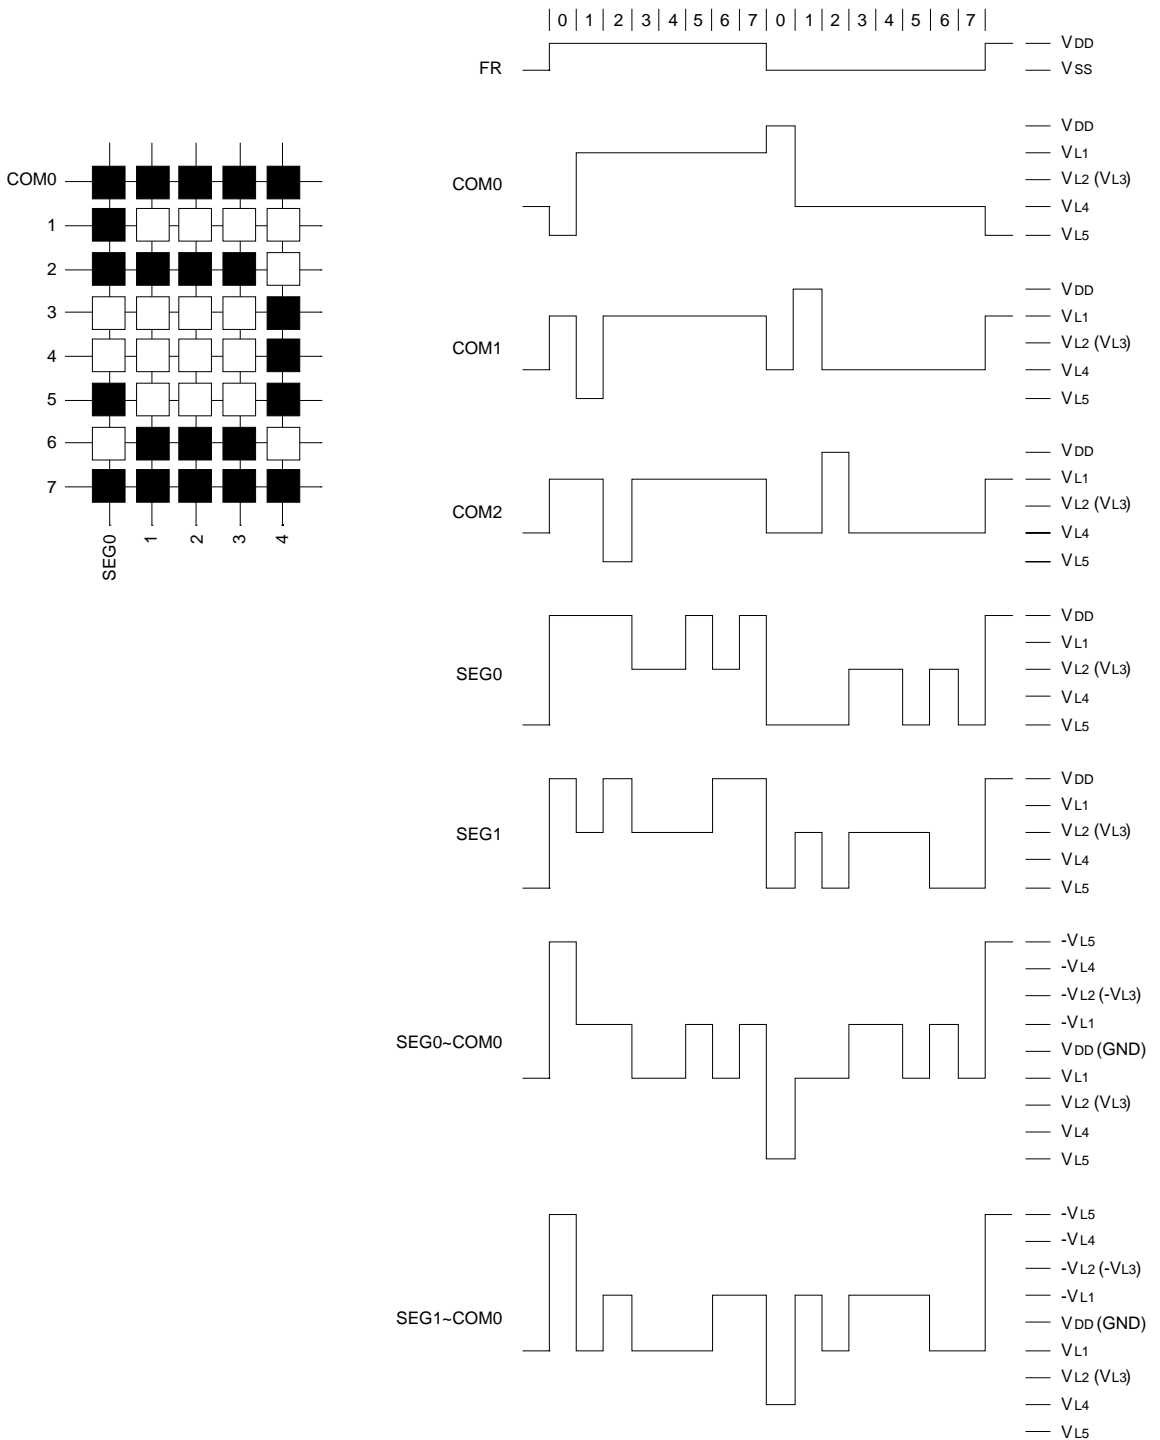 0 1 2 3 4 5 6 7 0 1 2 3 4 5 6 7
FR
VDD
VSS
COM0
1
2
3
4
5
6
7
SEG0
1
2
3
4
COM0
VDD
VL1
VL2 (VL3)
VL4
VL5
COM1
VDD
VL1
VL2 (VL3)
VL4
VL5
COM2
VDD
VL1
VL2 (VL3)
VL4
VL5
SEG0
VDD
VL1
VL2 (VL3)
VL4
VL5
SEG1
VDD
VL1
VL2 (VL3)
VL4
VL5
SEG0~COM0
-VL5
-VL4
-VL2 (-VL3)
-VL1
VDD (GND)
VL1
VL2 (VL3)
VL4
VL5
SEG1~COM0
-VL5
-VL4
-VL2 (-VL3)
-VL1
VDD (GND)
VL1
VL2 (VL3)
VL4
VL5